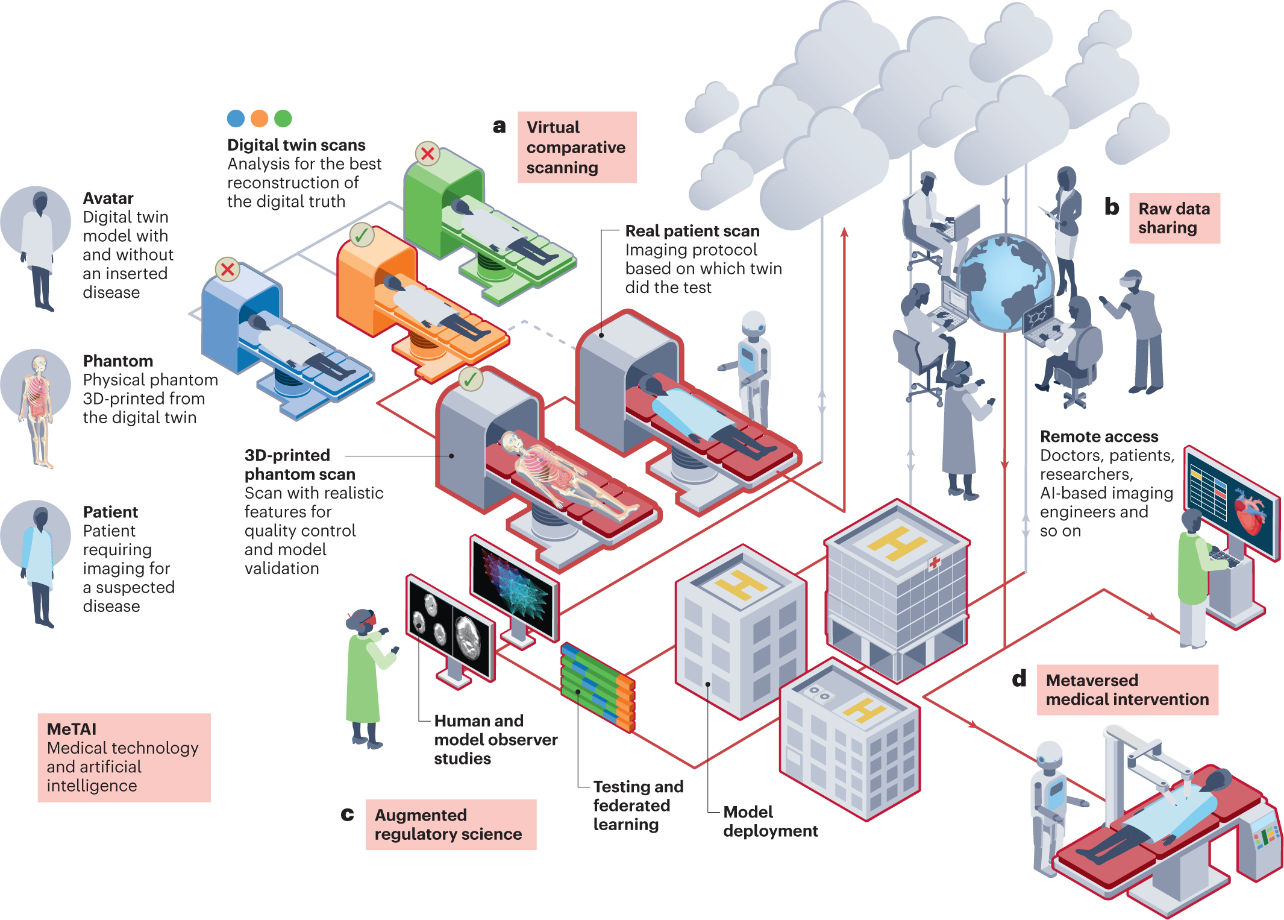 Digital twin scans
Analysis for the best
reconstruction of
the digital truth
a
Virtual
comparative
scanning
Avatar
Digital twin
model with
and without
an inserted
disease
Real patient scan
Imaging protocol
based on which twin
did the test
b
Raw data
sharing
Phantom
Physical phantom
3D-printed from
the digital twin
3D-printed
phantom scan
Scan with realistic
features for
quality control
and model
validation
Remote access
Doctors, patients,
researchers,
AI-based imaging
engineers and
so on
Patient
Patient
requiring
imaging for
a suspected
disease
H
H
H
d
Metaversed
medical intervention
MeTAI
Medical technology
and artificial
intelligence
Human and
model observer
studies
Testing and
federated
learning
Model
deployment
c
Augmented
regulatory science